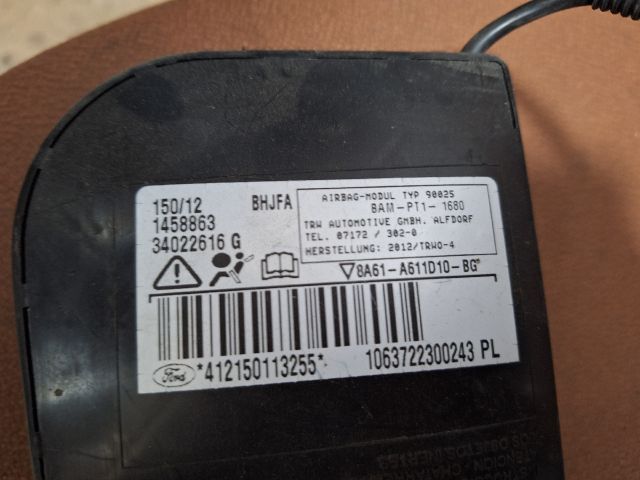 150/12 BHJFA
1458863
34022616 G
AIRBAG-MODUL TYP 90025
BAM-PT1-1680
TRW AUTOMOTIVE GMBH. ALFDORF
TEL. 07172 / 302-0
HERSTELLUNG: 2012/TRWO-4
8A61-A611D10-BG
Ford *412150113255* 1063722300243 PL